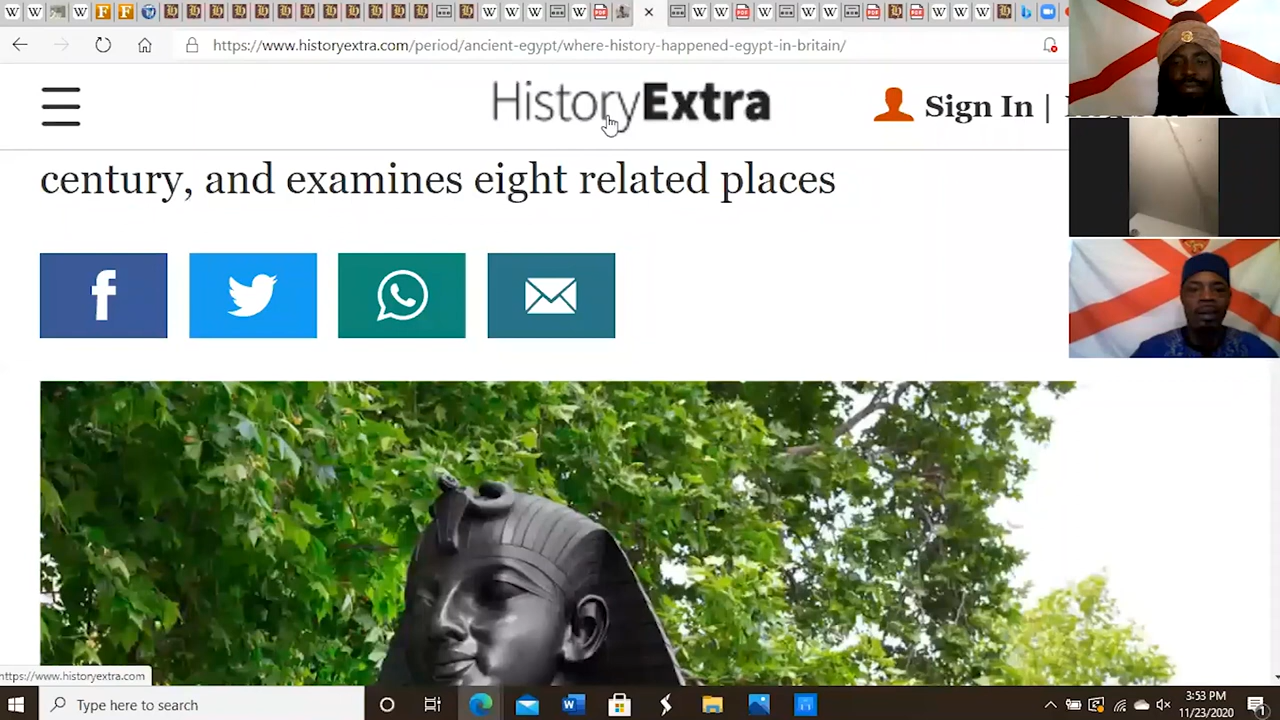 https://www.historyextra.com/period/ancient-egypt/where-history-happened-egypt-in-britain/
HistoryExtra
Sign In |
century, and examines eight related places
https://www.historyextra.com
Type here to search
3:53 PM
11/23/2020